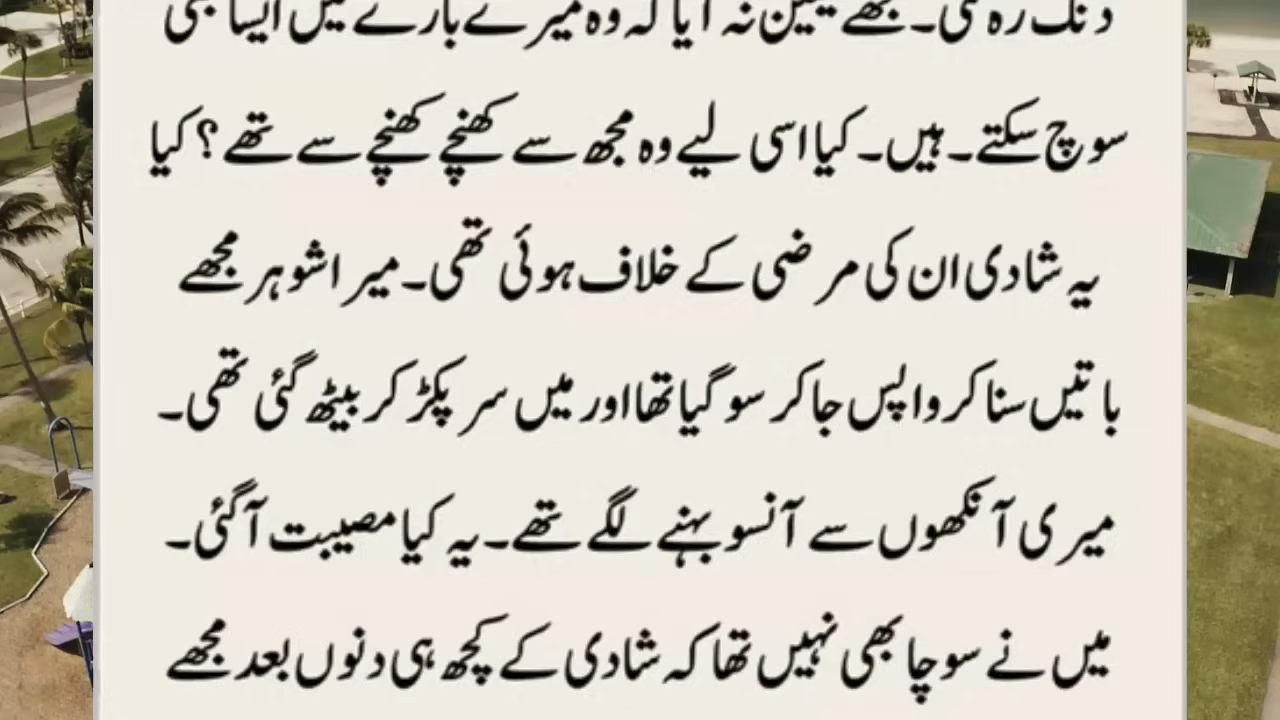 دنگ رہ گئی۔ مجھے یقین نہ آیا کہ وہ میرے بارے میں ایسا بھی
سوچ سکتے۔ ہیں۔ کیا اسی لیے وہ مجھ سے کھنچے کھنچے سے تھے ؟ کیا
یہ شادی ان کی مرضی کے خلاف ہوئی تھی۔ میرا شوہر مجھے
باتیں سنا کر واپس جا کر سو گیا تھا اور میں سر پکڑ کر بیٹھ گئی تھی۔
میری آنکھوں سے آنسو بہنے لگے تھے۔ یہ کیا مصیبت آگئی۔
میں نے سوچا بھی نہیں تھا کہ شادی کے کچھ ہی دنوں بعد مجھے